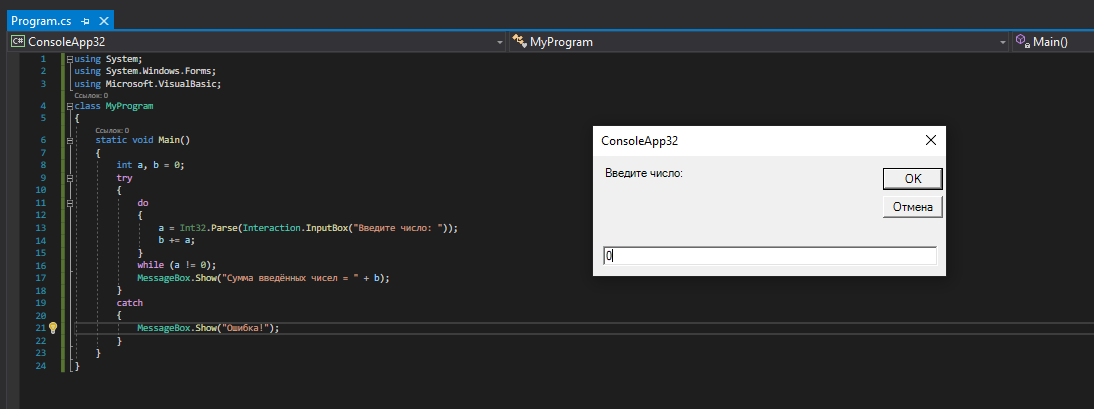 Program.cs
C# ConsoleApp32
MyProgram
Main()
1 using System;
2 using System.Windows.Forms;
3 using Microsoft.VisualBasic;
Ссылок: 0
4 class MyProgram
5 {
Ссылок: 0
6 static void Main()
7 {
8 int a, b = 0;
9 try
10 {
11 do
12 {
13 a = Int32.Parse(Interaction.InputBox("Введите число: "));
14 b += a;
15 }
16 while (a != 0);
17 MessageBox.Show("Сумма введённых чисел = " + b);
18 }
19 catch
20 {
21 MessageBox.Show("Ошибка!");
22 }
23 }
24 }
ConsoleApp32
Введите число:
OK
Отмена
0